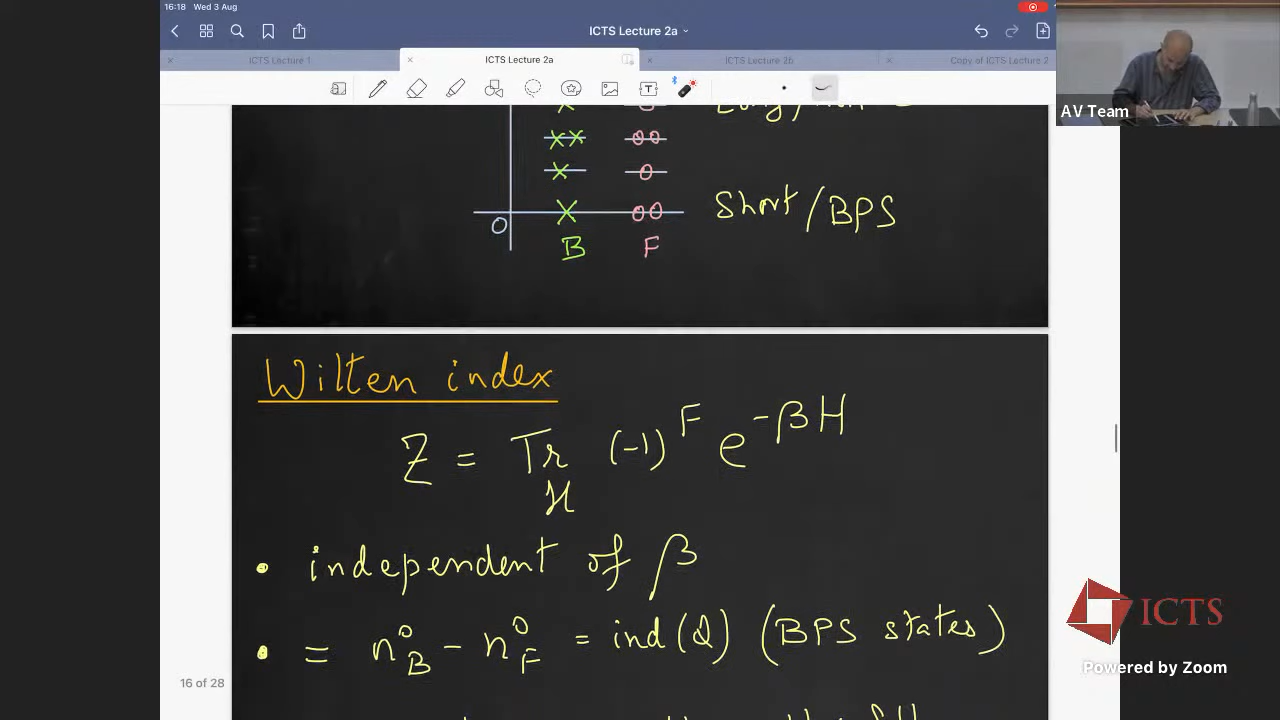 16:18 Wed 3 Aug
ICTS Lecture 2a
ICTS Lecture 1
ICTS Lecture 2a
ICTS Lecture 2b
Copy of ICTS Lecture 2
AV Team
Long/
0
B F
Short/BPS
Witten index
Z = Tr (-1)^F e^{-βH}
H
• independent of β
• = n^0_B - n^0_F = ind(Q) (BPS states)
16 of 28
ICTS
Powered by Zoom